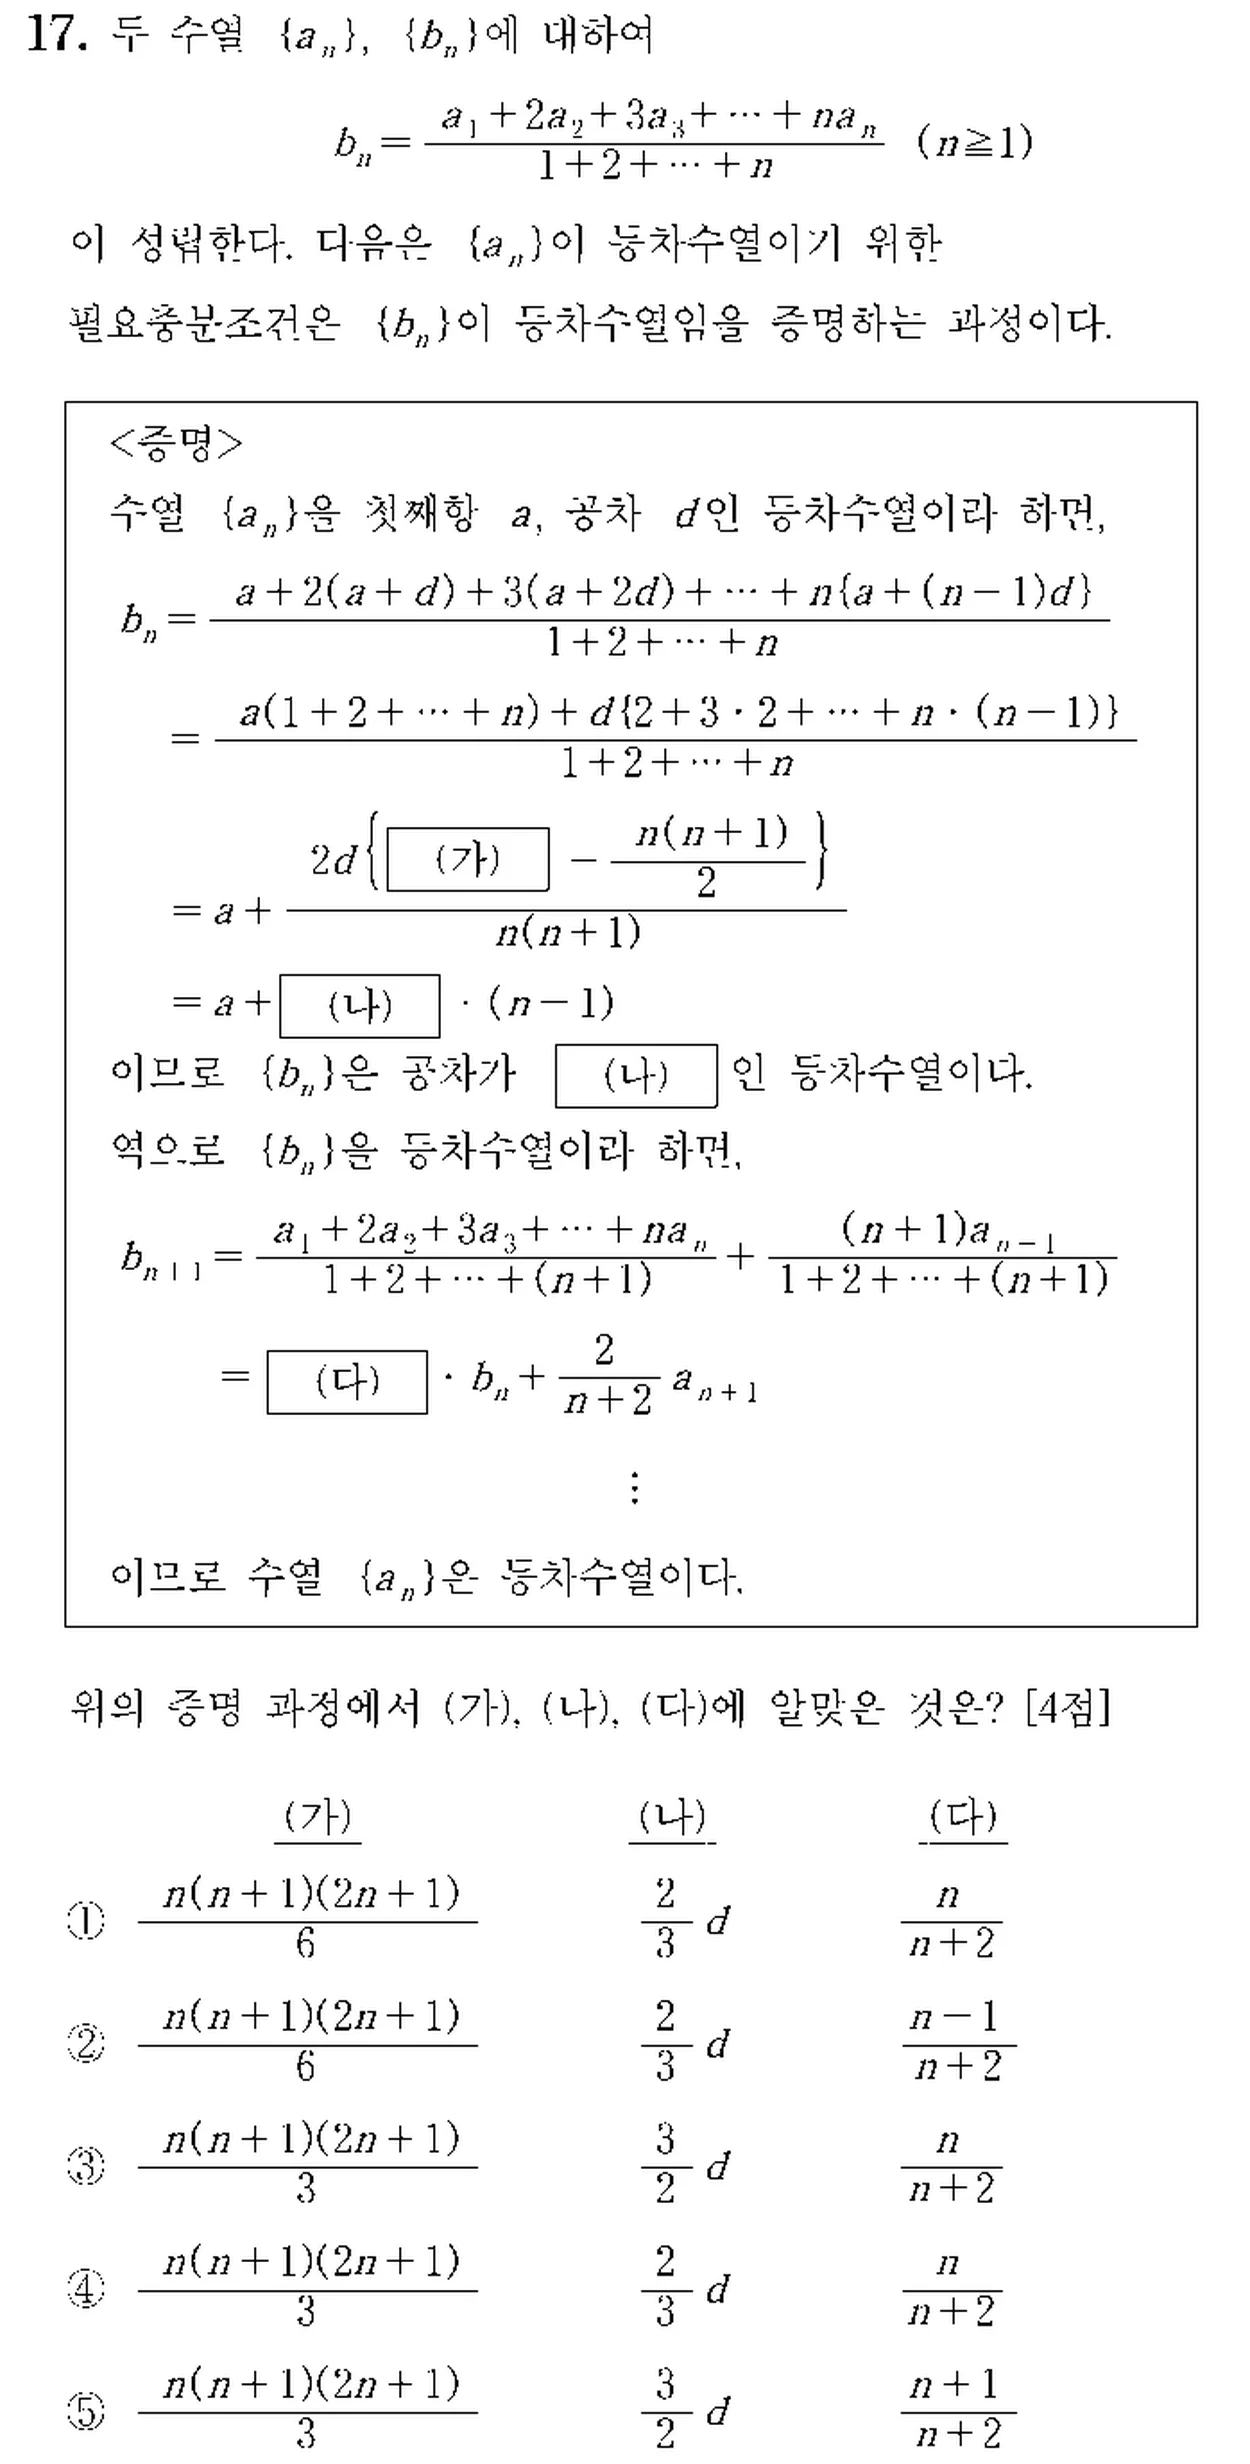 17. 두 수열 {aₙ}, {bₙ}에 대하여
bₙ = (a₁+2a₂+3a₃+⋯+naₙ)/(1+2+⋯+n) (n≧1)
이 성립한다. 다음은 {aₙ}이 등차수열이기 위한
필요충분조건은 {bₙ}이 등차수열임을 증명하는 과정이다.
<증명>
수열 {aₙ}을 첫째항 a, 공차 d인 등차수열이라 하면,
bₙ = (a+2(a+d)+3(a+2d)+⋯+n{a+(n−1)d})/(1+2+⋯+n)
= (a(1+2+⋯+n)+d{2+3·2+⋯+n·(n−1)})/(1+2+⋯+n)
= a + 2d{ (가) − n(n+1)/2 }/(n(n+1))
= a + (나) · (n−1)
이므로 {bₙ}은 공차가 (나) 인 등차수열이다.
역으로 {bₙ}을 등차수열이라 하면,
bₙ₊₁ = (a₁+2a₂+3a₃+⋯+naₙ)/(1+2+⋯+(n+1)) + ((n+1)aₙ₋₁)/(1+2+⋯+(n+1))
= (다) · bₙ + 2/(n+2) aₙ₊₁
⋮
이므로 수열 {aₙ}은 등차수열이다.
위의 증명 과정에서 (가), (나), (다)에 알맞은 것은? [4점]
(가) (나) (다)
① n(n+1)(2n+1)/6 2/3 d n/(n+2)
② n(n+1)(2n+1)/6 2/3 d (n−1)/(n+2)
③ n(n+1)(2n+1)/3 3/2 d n/(n+2)
④ n(n+1)(2n+1)/3 2/3 d n/(n+2)
⑤ n(n+1)(2n+1)/3 3/2 d (n+1)/(n+2)